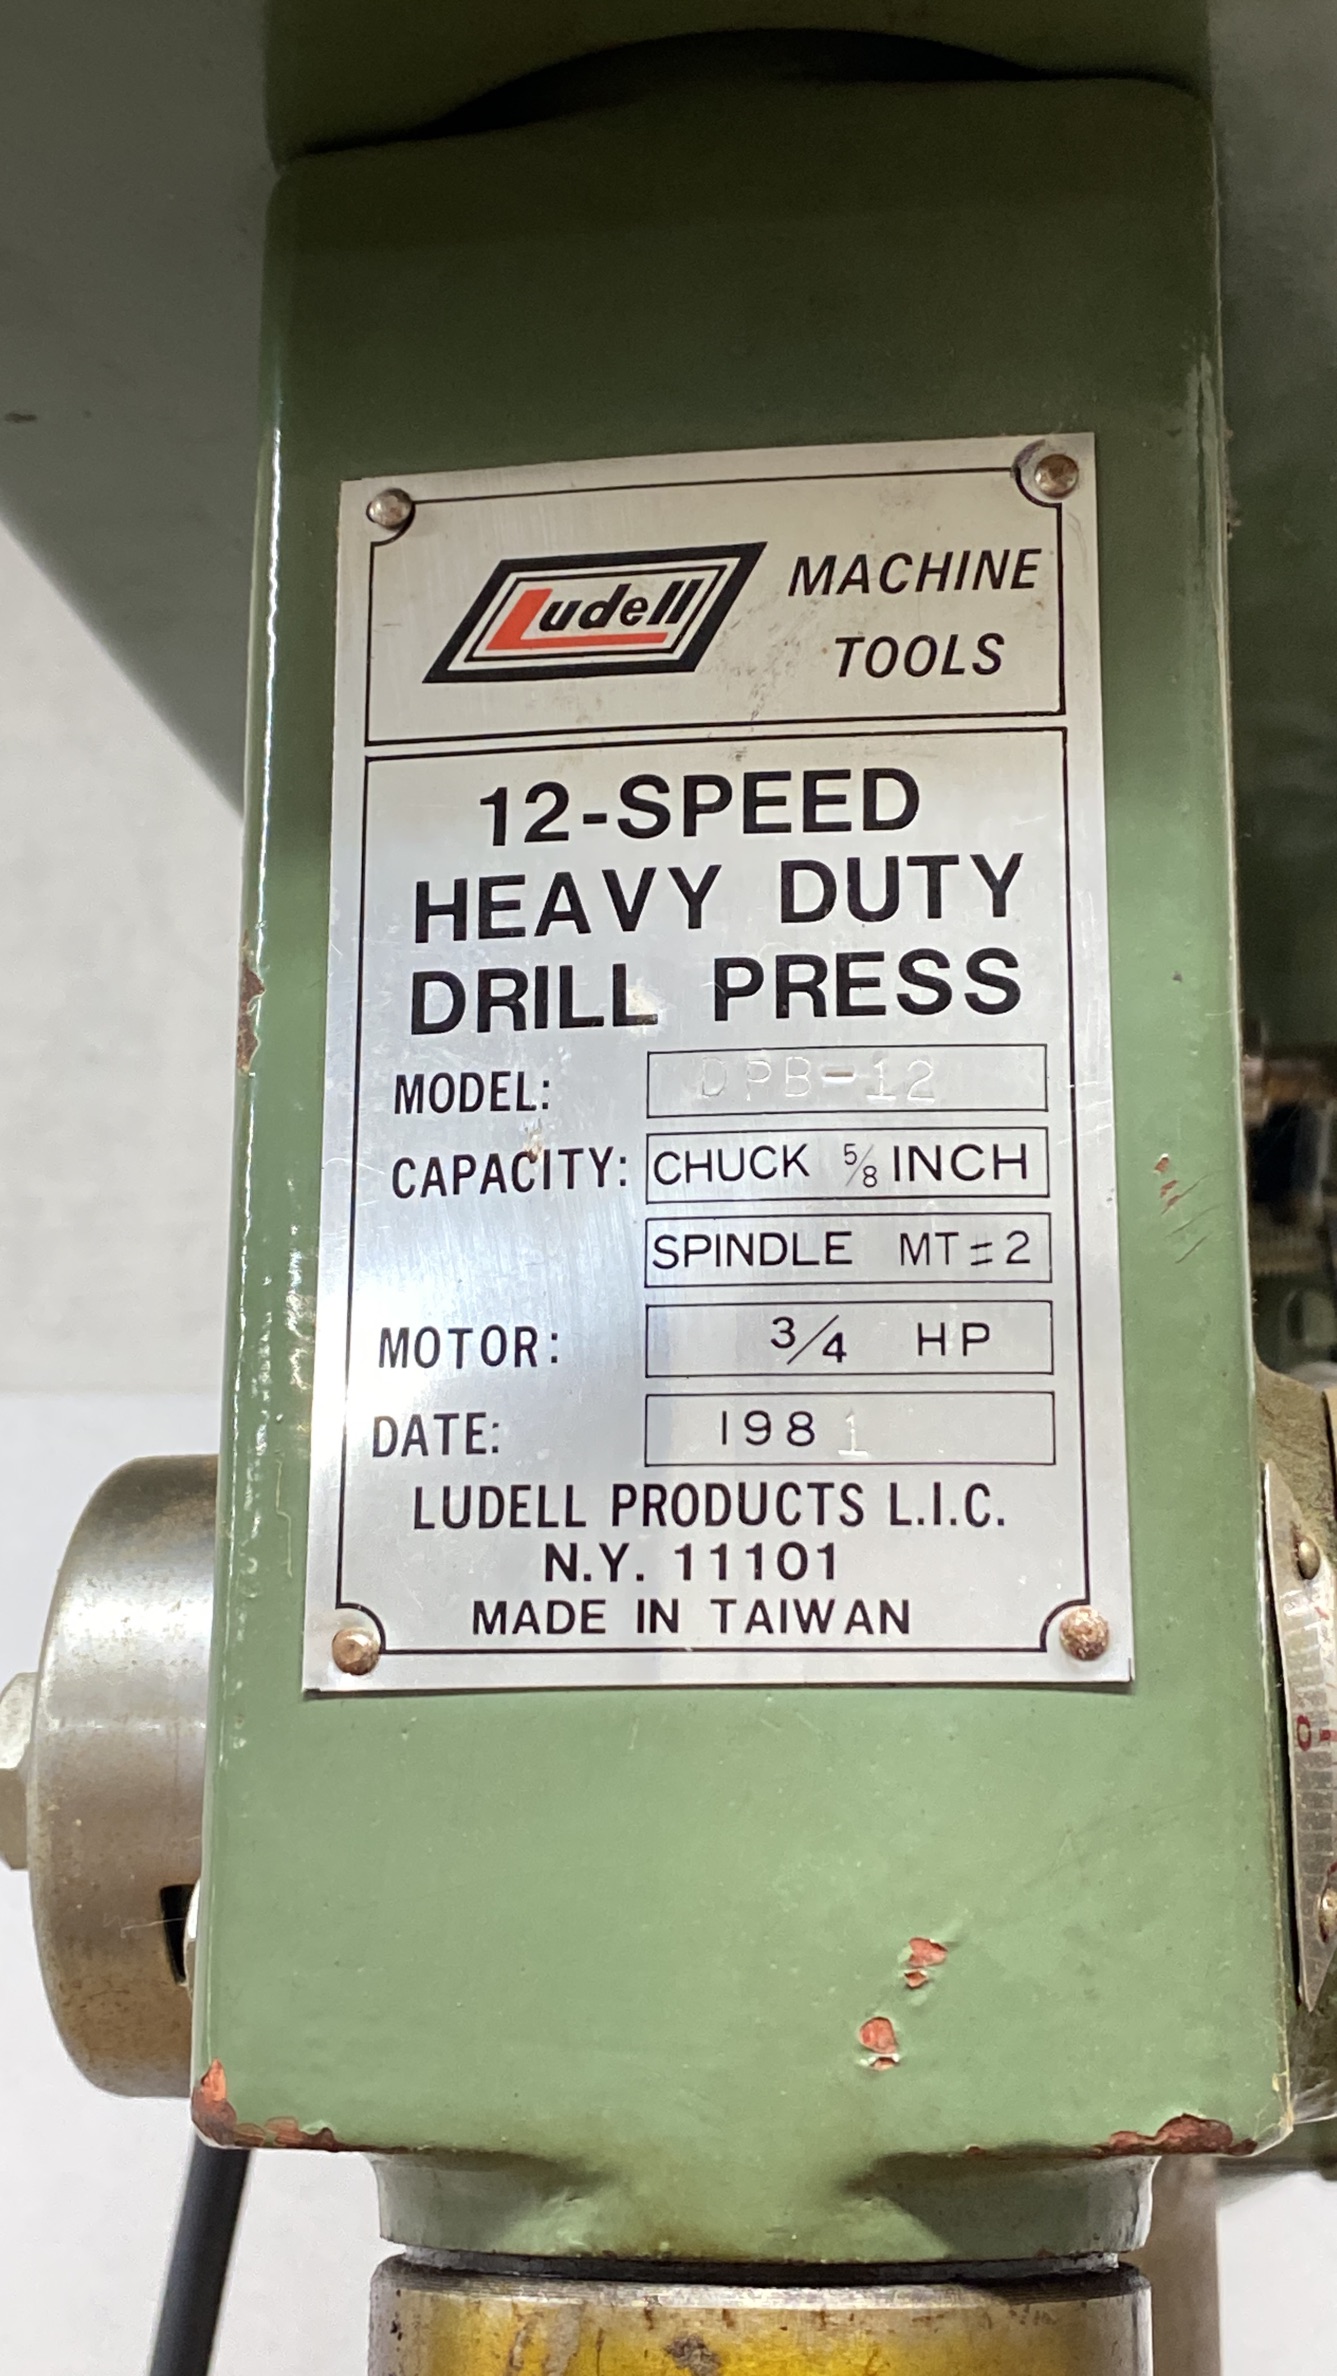 Ludell MACHINE TOOLS
12-SPEED
HEAVY DUTY
DRILL PRESS
MODEL: DPB-12
CAPACITY: CHUCK 5/8 INCH
SPINDLE MT=2
MOTOR: 3/4 HP
DATE: 1981
LUDELL PRODUCTS L.I.C.
N.Y. 11101
MADE IN TAIWAN
0